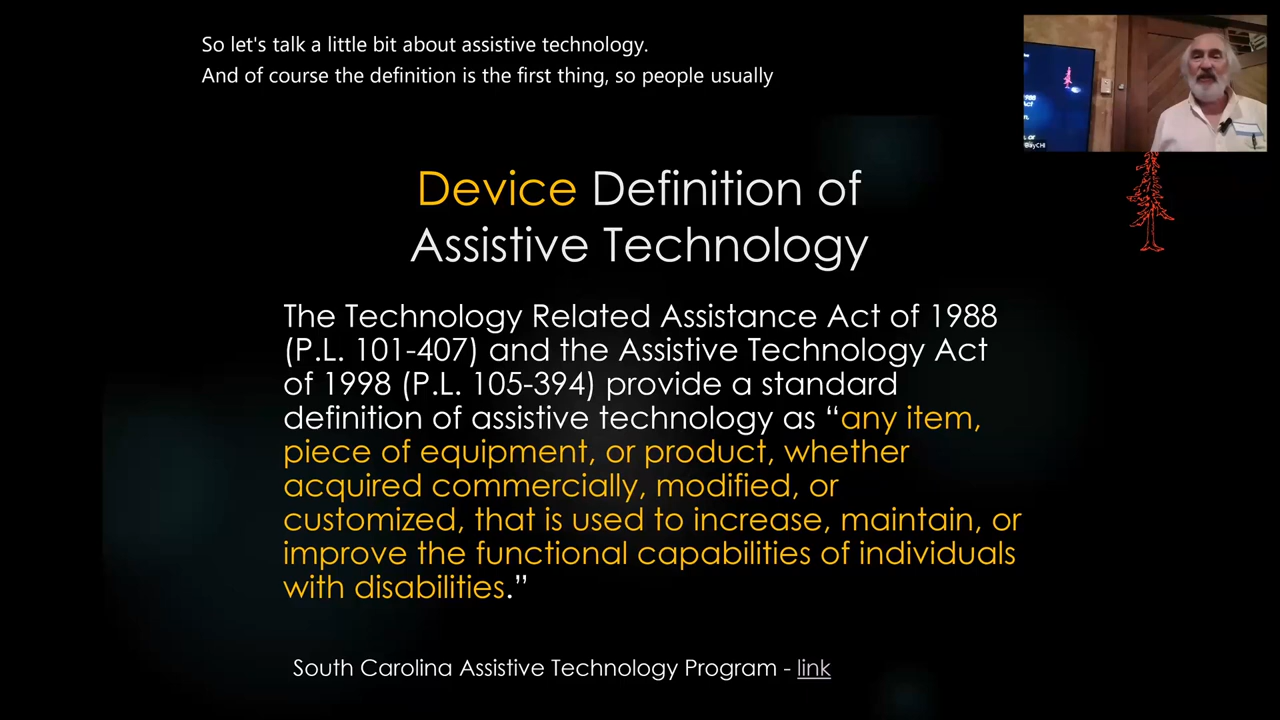 So let's talk a little bit about assistive technology.
And of course the definition is the first thing, so people usually
BayCHI
Device Definition of
Assistive Technology
The Technology Related Assistance Act of 1988
(P.L. 101-407) and the Assistive Technology Act
of 1998 (P.L. 105-394) provide a standard
definition of assistive technology as “any item,
piece of equipment, or product, whether
acquired commercially, modified, or
customized, that is used to increase, maintain, or
improve the functional capabilities of individuals
with disabilities.”
South Carolina Assistive Technology Program - link